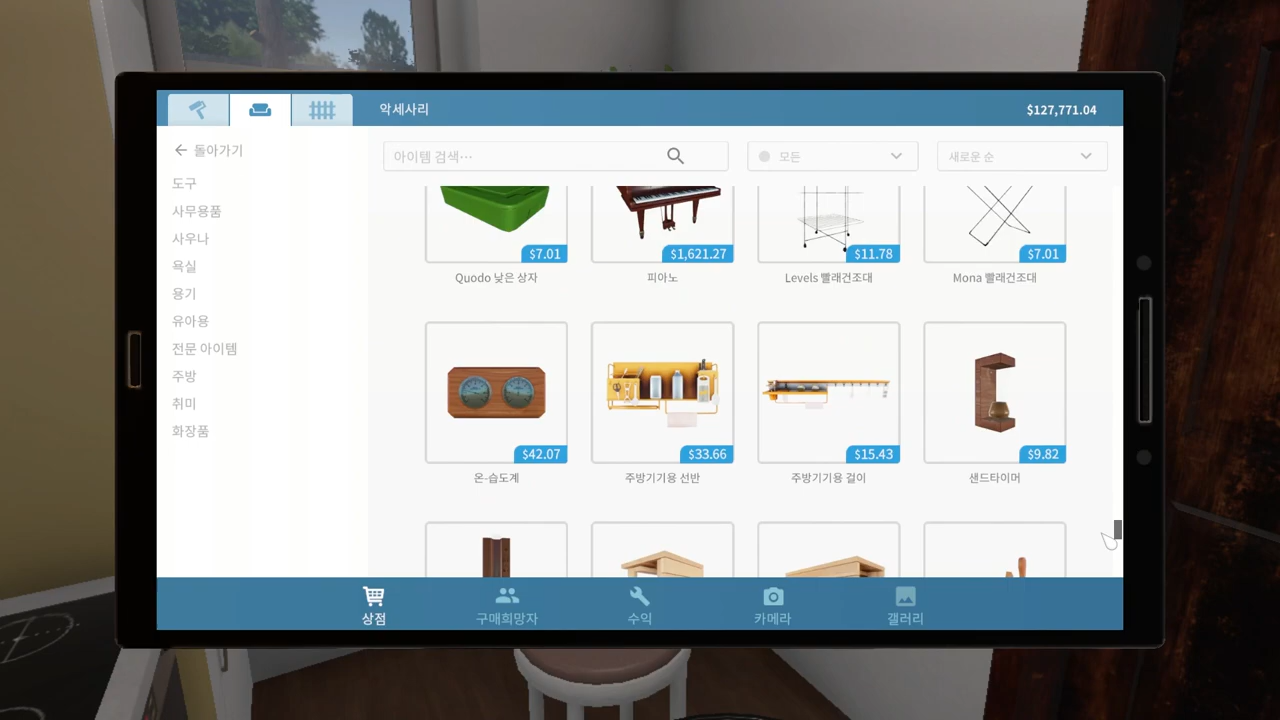 악세사리
$127,771.04
돌아가기
아이템 검색...
모든
새로운 순
도구
사무용품
사우나
욕실
용기
유아용
전문 아이템
주방
취미
화장품
$7.01
$1,621.27
$11.78
$7.01
Quodo 낮은 상자
피아노
Levels 빨래건조대
Mona 빨래건조대
$42.07
$33.66
$15.43
$9.82
온-습도계
주방기기용 선반
주방기기용 걸이
샌드타이머
상점
구매희망자
수익
카메라
갤러리